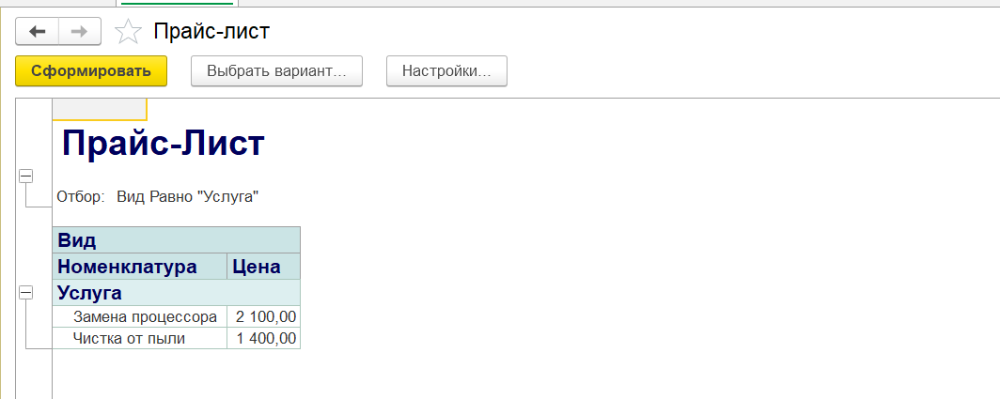 Прайс-лист
Сформировать Выбрать вариант... Настройки...
Прайс-Лист
Отбор: Вид Равно "Услуга"
Вид
Номенклатура Цена
Услуга
Замена процессора 2 100,00
Чистка от пыли 1 400,00